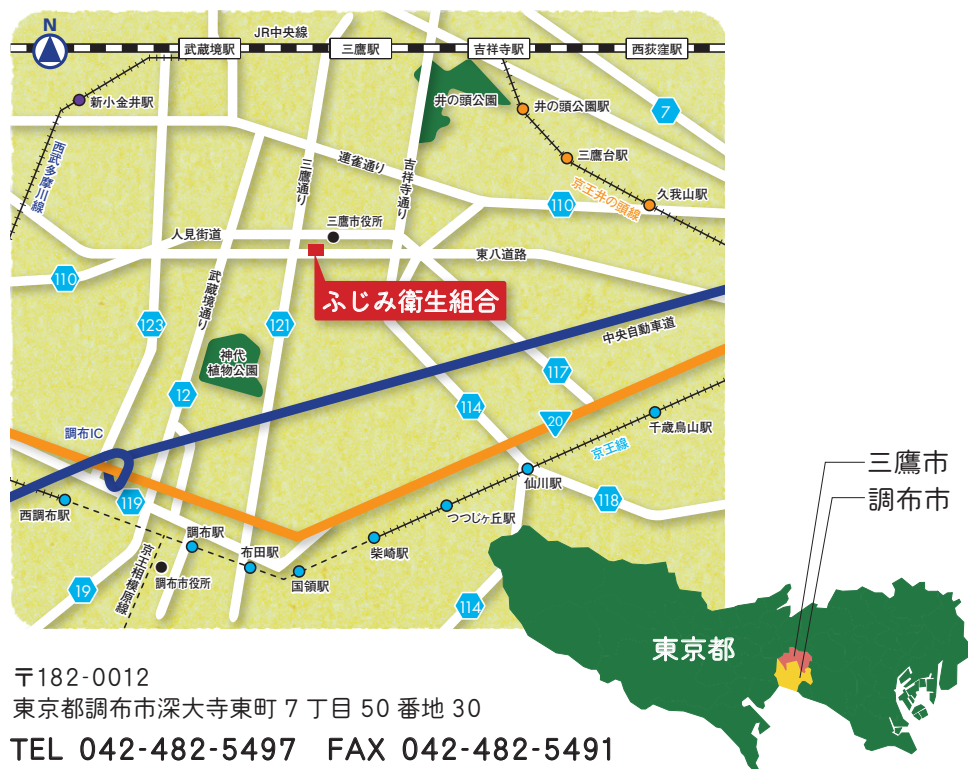 N
JR中央線
武蔵境駅
三鷹駅
吉祥寺駅
西荻窪駅
新小金井駅
井の頭公園
井の頭公園駅
7
西武多摩川線
三鷹通り
連雀通り
吉祥寺通り
三鷹台駅
京王井の頭線
久我山駅
110
三鷹市役所
人見街道
東八道路
110
武蔵境通り
ふじみ衛生組合
123
121
中央自動車道
神代
植物公園
12
117
114
20
調布IC
千歳烏山駅
京王線
仙川駅
119
118
西調布駅
つつじヶ丘駅
調布駅
布田駅
柴崎駅
国領駅
調布市役所
京王相模原線
19
114
三鷹市
調布市
東京都
〒182-0012
東京都調布市深大寺東町 7 丁目 50 番地 30
TEL 042-482-5497 FAX 042-482-5491